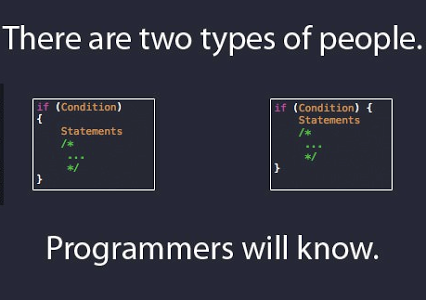 There are two types of people.
if (Condition)
{
Statements
/*
...
*/
}
if (Condition) {
Statements
/*
...
*/
}
Programmers will know.